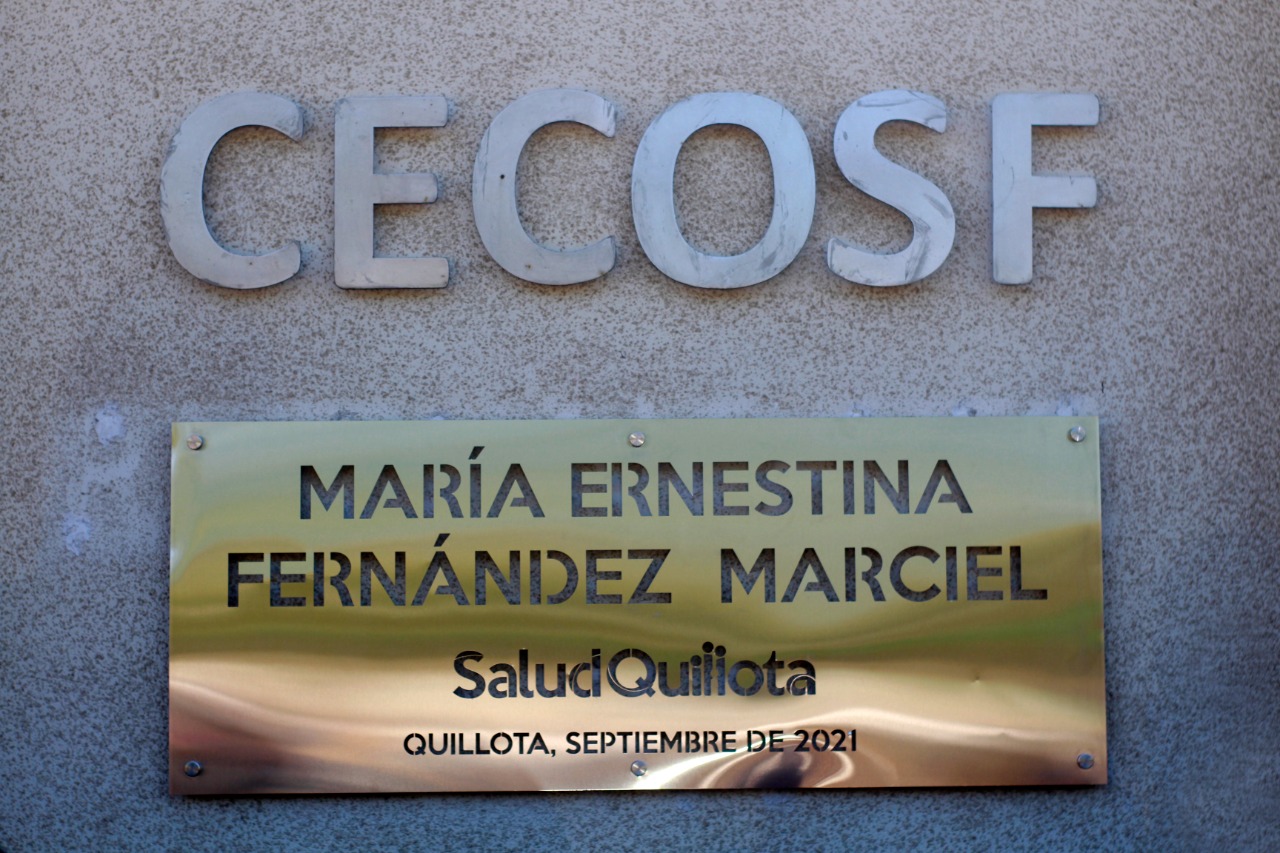 CECOSF
MARÍA ERNESTINA
FERNÁNDEZ MARCIEL
SaludQuillota
QUILLOTA, SEPTIEMBRE DE 2021